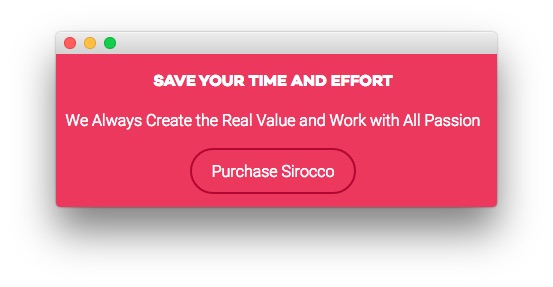 SAVE YOUR TIME AND EFFORT
We Always Create the Real Value and Work with All Passion
Purchase Sirocco